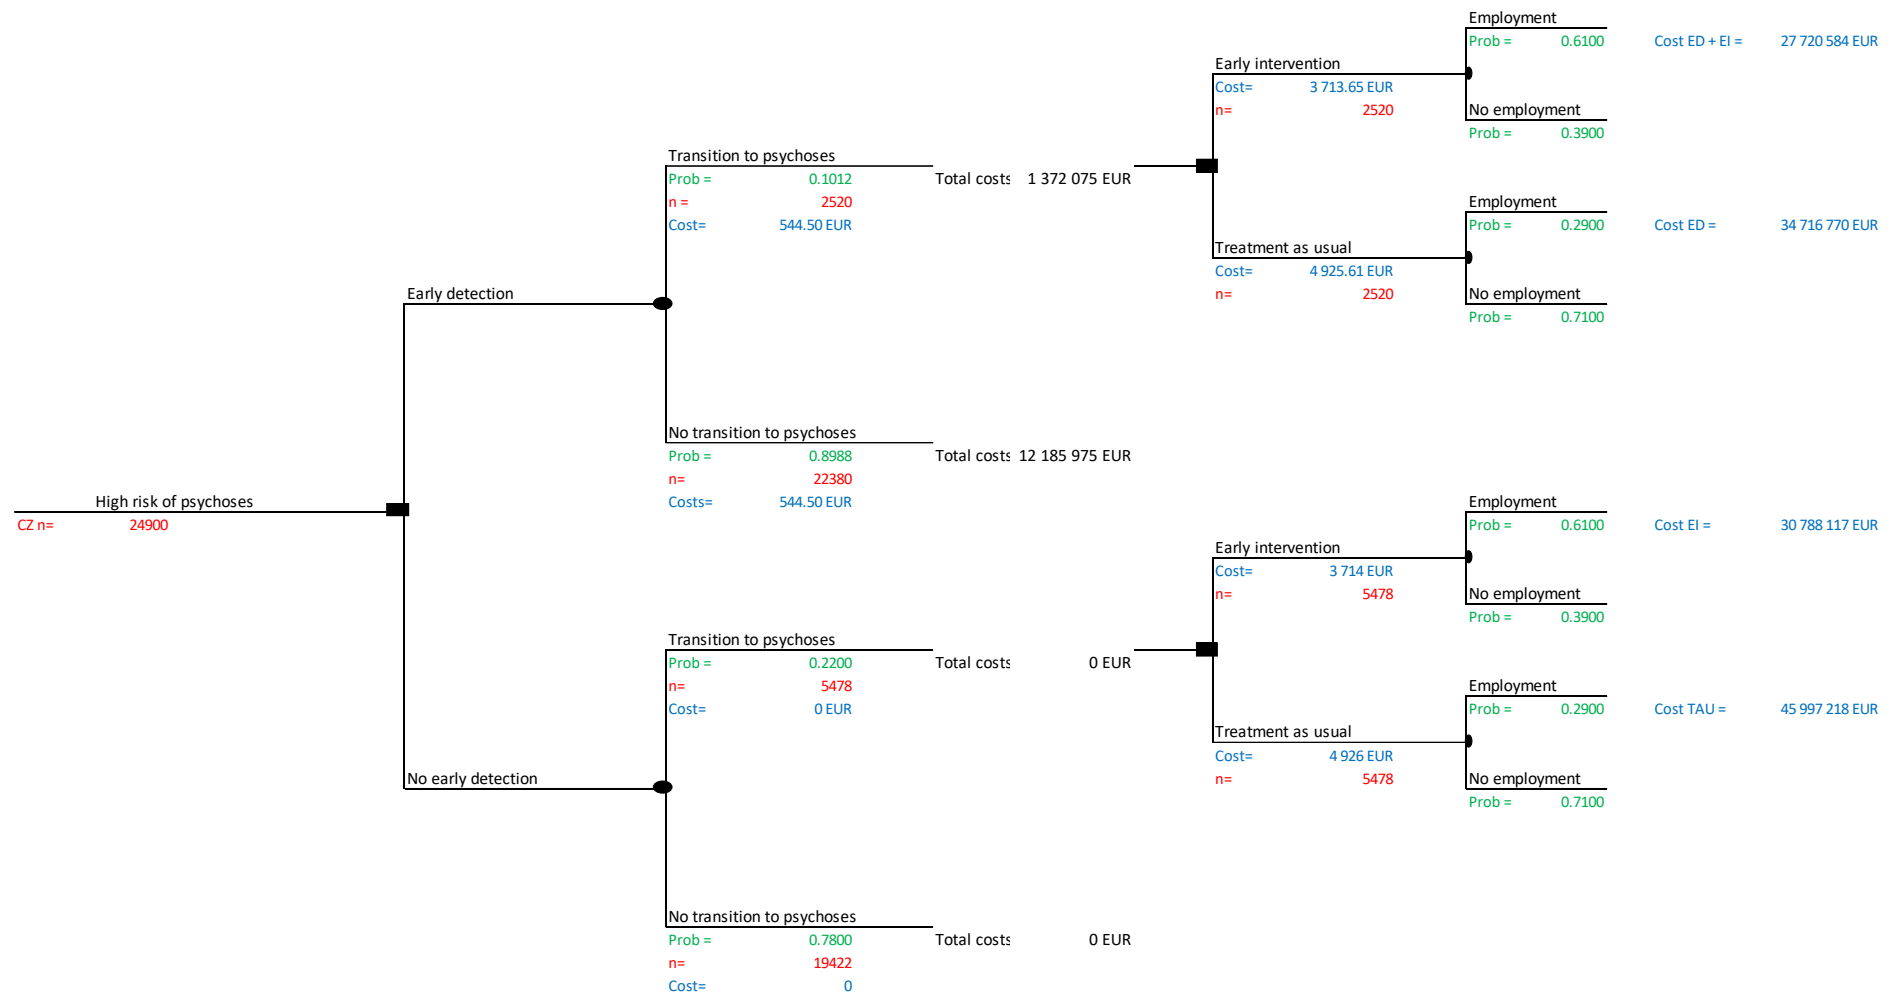 Employment
Prob = 0.6100 Cost ED + EI = 27 720 584 EUR
Early intervention
Cost= 3 713.65 EUR
n= 2520
No employment
Prob = 0.3900
Transition to psychoses
Prob = 0.1012 Total costs 1 372 075 EUR
n = 2520
Cost= 544.50 EUR
Employment
Prob = 0.2900 Cost ED = 34 716 770 EUR
Treatment as usual
Cost= 4 925.61 EUR
n= 2520
No employment
Prob = 0.7100
Early detection
No transition to psychoses
Prob = 0.8988 Total costs 12 185 975 EUR
n= 22380
Costs= 544.50 EUR
High risk of psychoses
CZ n= 24900
Employment
Prob = 0.6100 Cost EI = 30 788 117 EUR
Early intervention
Cost= 3 714 EUR
n= 5478
No employment
Prob = 0.3900
Transition to psychoses
Prob = 0.2200 Total costs 0 EUR
n= 5478
Cost= 0 EUR
Employment
Prob = 0.2900 Cost TAU = 45 997 218 EUR
Treatment as usual
Cost= 4 926 EUR
n= 5478
No employment
Prob = 0.7100
No early detection
No transition to psychoses
Prob = 0.7800 Total costs 0 EUR
n= 19422
Cost= 0